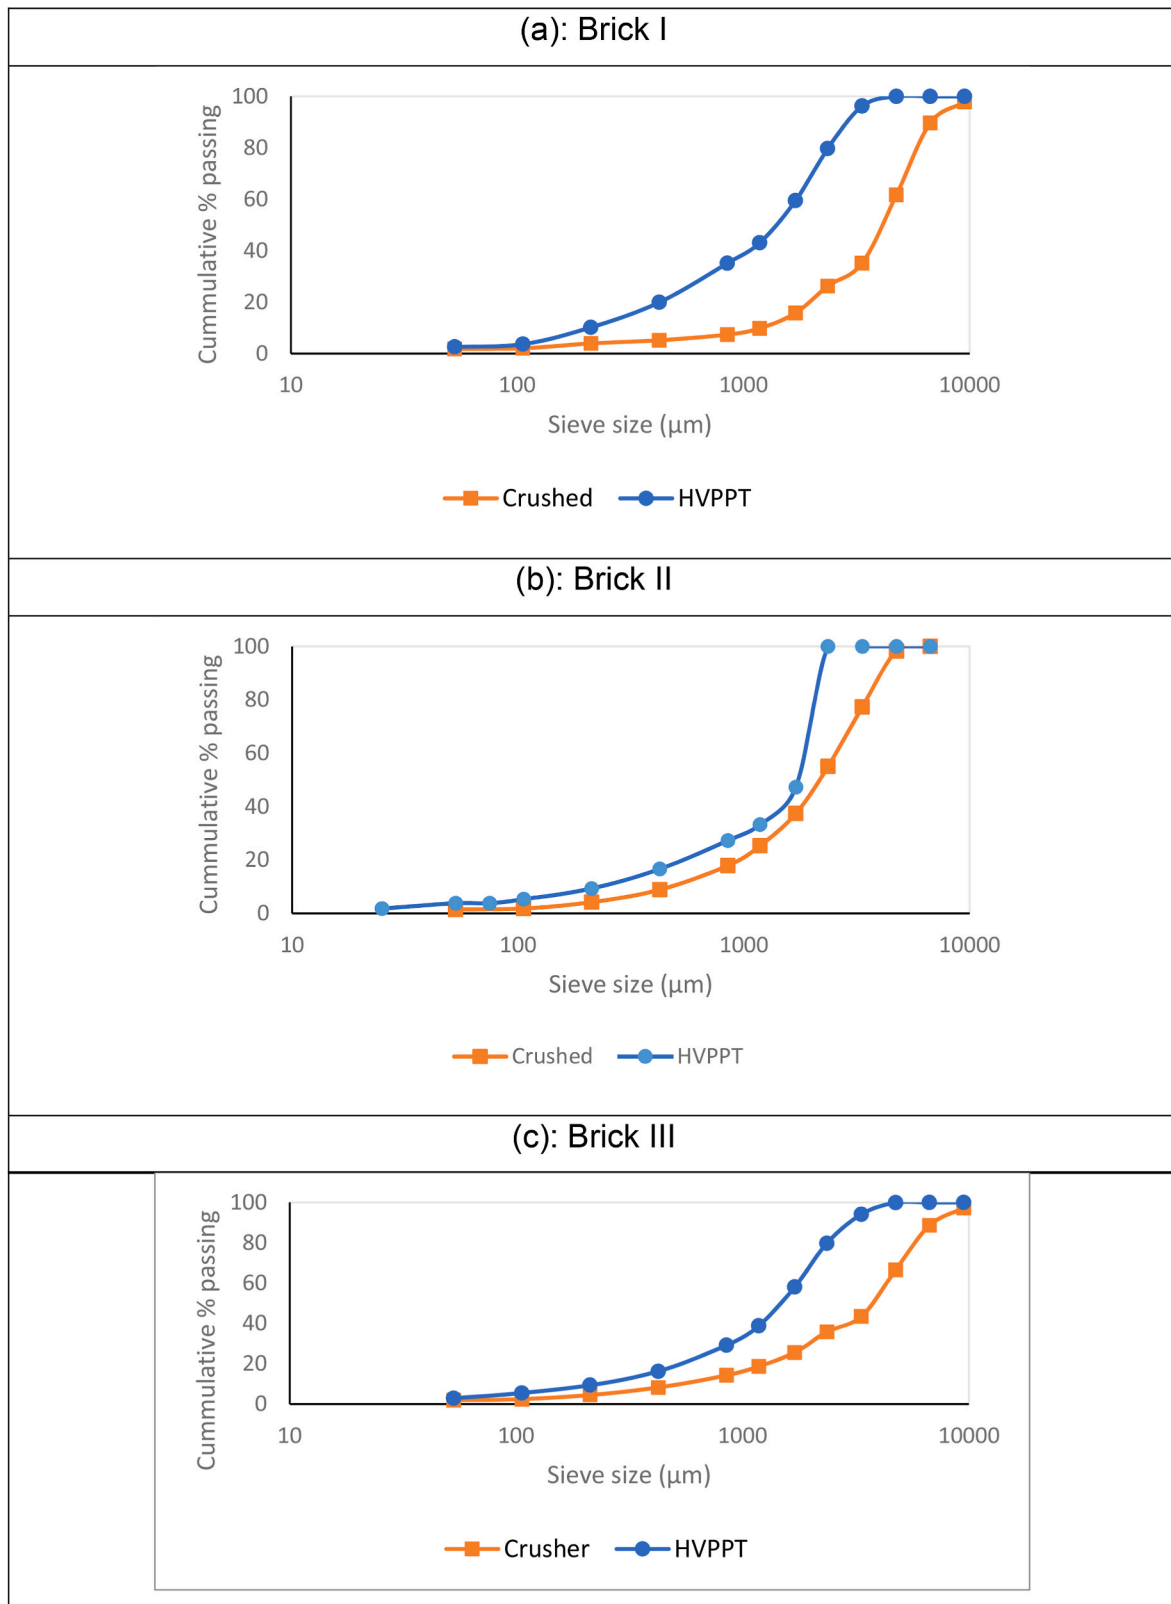 (a): Brick I
Cummulative % passing
100
80
60
40
20
0
10 100 1000 10000
Sieve size (µm)
Crushed HVPPT
(b): Brick II
Cummulative % passing
100
80
60
40
20
0
10 100 1000 10000
Sieve size (µm)
Crushed HVPPT
(c): Brick III
Cummulative % passing
100
80
60
40
20
0
10 100 1000 10000
Sieve size (µm)
Crusher HVPPT